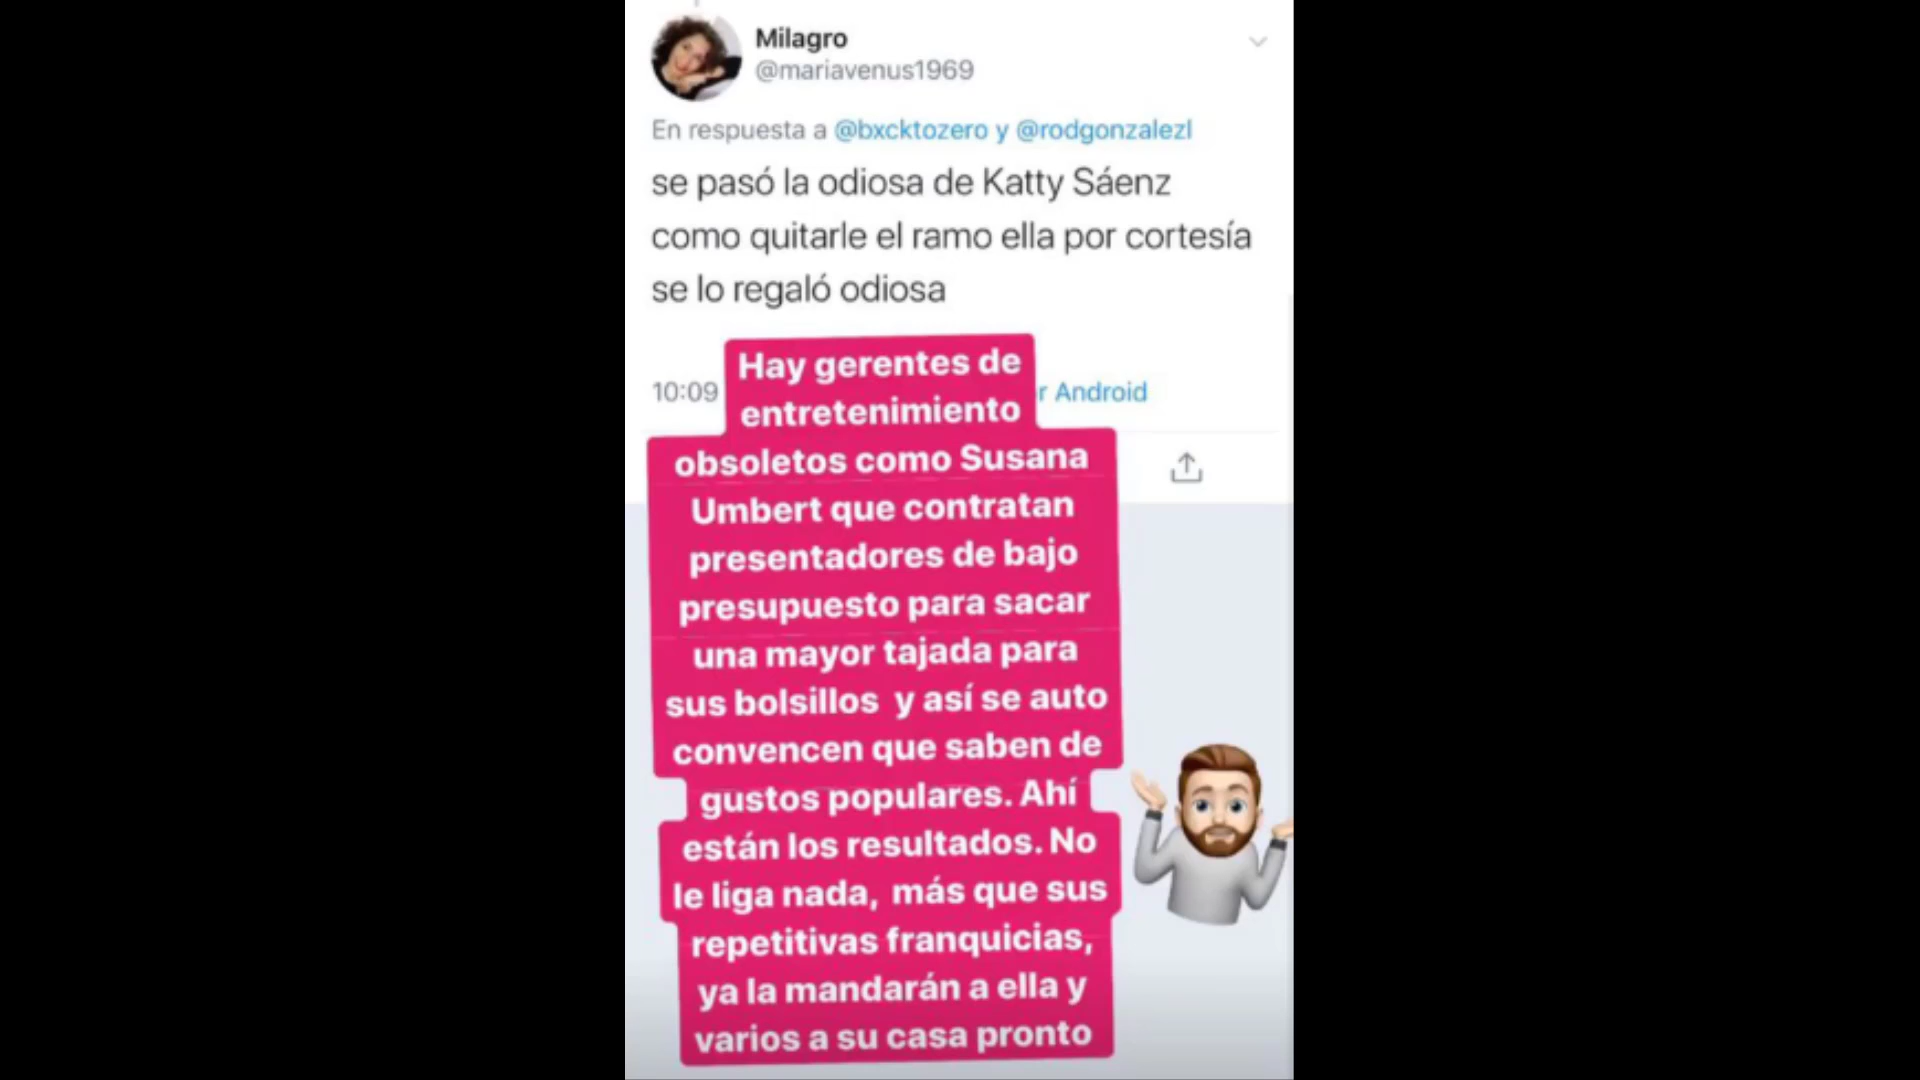 Milagro
@mariavenus1969
En respuesta a @bxcktozero y @rodgonzalezl
se pasó la odiosa de Katty Sáenz
como quitarle el ramo ella por cortesía
se lo regaló odiosa
10:09
r Android
Hay gerentes de
entretenimiento
obsoletos como Susana
Umbert que contratan
presentadores de bajo
presupuesto para sacar
una mayor tajada para
sus bolsillos y así se auto
convencen que saben de
gustos populares. Ahí
están los resultados. No
le liga nada, más que sus
repetitivas franquicias,
ya la mandarán a ella y
varios a su casa pronto